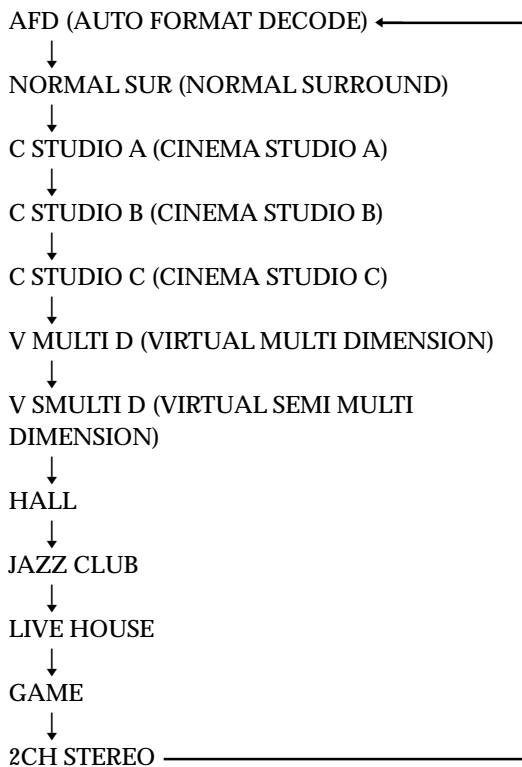 AFD (AUTO FORMAT DECODE)
NORMAL SUR (NORMAL SURROUND)
C STUDIO A (CINEMA STUDIO A)
C STUDIO B (CINEMA STUDIO B)
C STUDIO C (CINEMA STUDIO C)
V MULTI D (VIRTUAL MULTI DIMENSION)
V SMULTI D (VIRTUAL SEMI MULTI
DIMENSION)
HALL
JAZZ CLUB
LIVE HOUSE
GAME
2CH STEREO